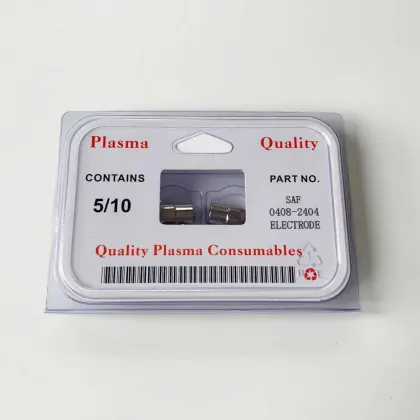 Plasma Quality
CONTAINS PART NO.
5/10
SAF
0408-2404
ELECTRODE
Quality Plasma Consumables